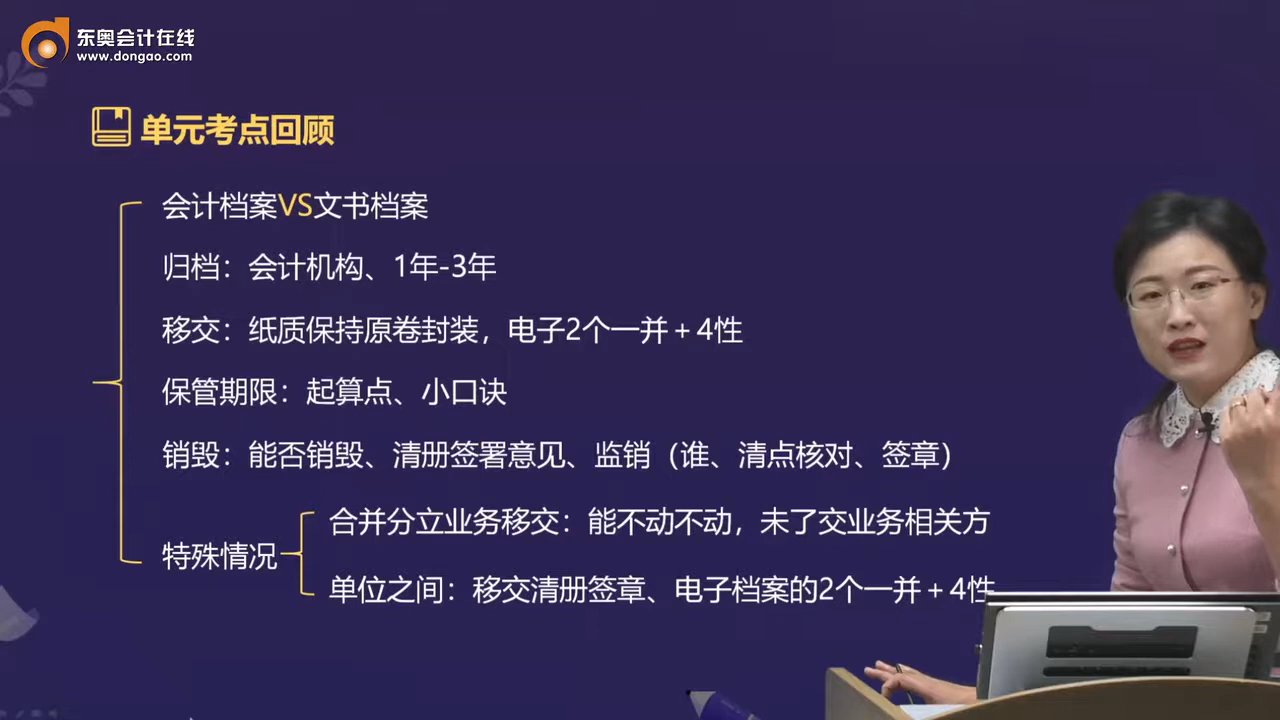 东奥会计在线
www.dongao.com
单元考点回顾
会计档案VS文书档案
归档：会计机构、1年-3年
移交：纸质保持原卷封装，电子2个一并＋4性
保管期限：起算点、小口诀
销毁：能否销毁、清册签署意见、监销（谁、清点核对、签章）
特殊情况
合并分立业务移交：能不动不动，未了交业务相关方
单位之间：移交清册签章、电子档案的2个一并＋4性